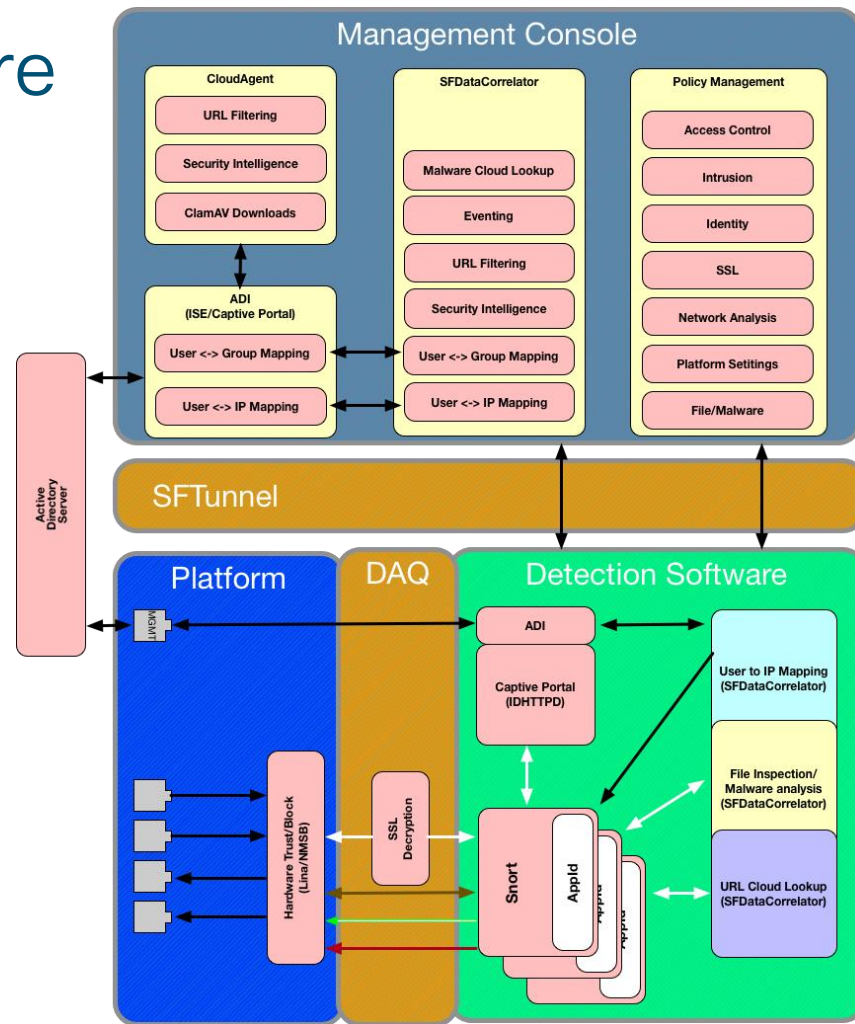 re
Management Console
CloudAgent
URL Filtering
Security Intelligence
ClamAV Downloads
ADI
(ISE/Captive Portal)
User <-> Group Mapping
User <-> IP Mapping
SFDataCorrelator
Malware Cloud Lookup
Eventing
URL Filtering
Security Intelligence
User <-> Group Mapping
User <-> IP Mapping
Policy Management
Access Control
Intrusion
Identity
SSL
Network Analysis
Platform Setitings
File/Malware
Active
Directory
Server
SFTunnel
Platform
MGMT
Hardware Trust/Block
(Lina/NMSB)
DAQ
SSL
Decryption
Detection Software
ADI
Captive Portal
(IDHTTPD)
Snort
AppId
AppId
AppId
User to IP Mapping
(SFDataCorrelator)
File Inspection/
Malware analysis
(SFDataCorrelator)
URL Cloud Lookup
(SFDataCorrelator)